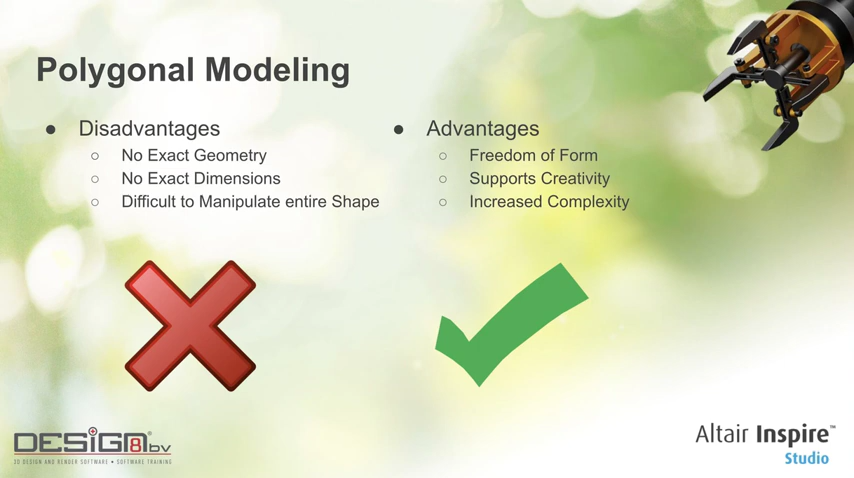 Polygonal Modeling
● Disadvantages
○ No Exact Geometry
○ No Exact Dimensions
○ Difficult to Manipulate entire Shape
● Advantages
○ Freedom of Form
○ Supports Creativity
○ Increased Complexity
DESiGN8bv
3D DESIGN AND RENDER SOFTWARE • SOFTWARE TRAINING
Altair Inspire™
Studio